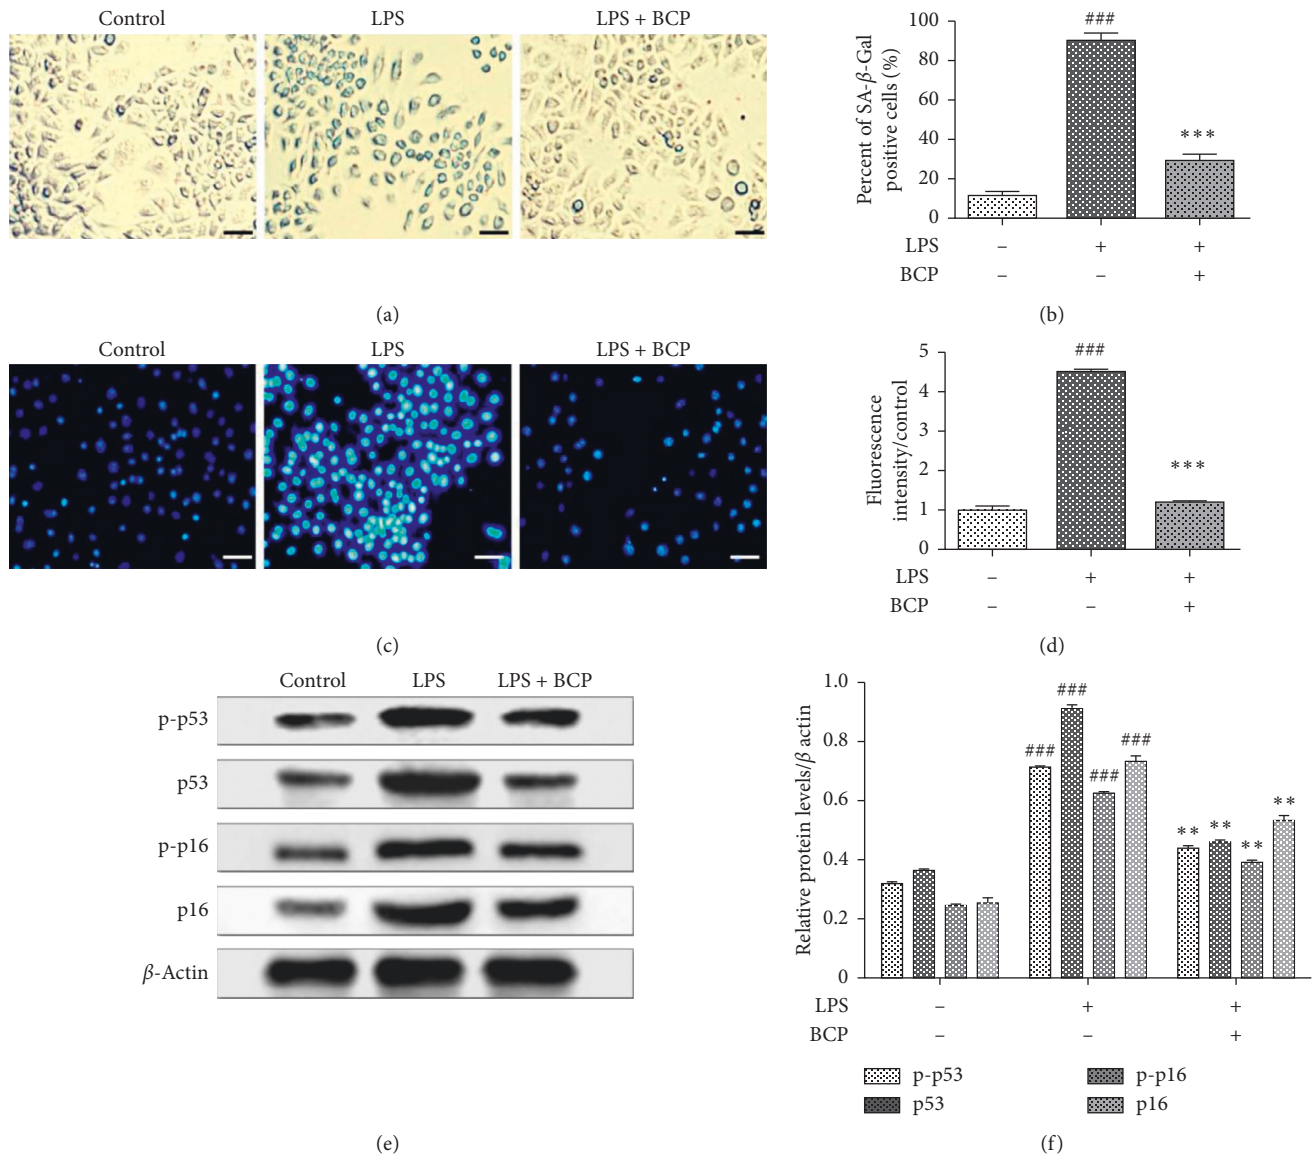 Control LPS LPS + BCP
(a)
Percent of SA-β-Gal
positive cells (%)
100
80
60
40
20
0
###
***
LPS – + +
BCP – – +
(b)
Control LPS LPS + BCP
(c)
Fluorescence
intensity/control
5
4
3
2
1
0
###
***
LPS – + +
BCP – – +
(d)
Control LPS LPS + BCP
p-p53
p53
p-p16
p16
β-Actin
(e)
Relative protein levels/β actin
1.0
0.8
0.6
0.4
0.2
0
### ### ### ###
** ** ** **
LPS – + +
BCP – – +
p-p53 p-p16
p53 p16
(f)